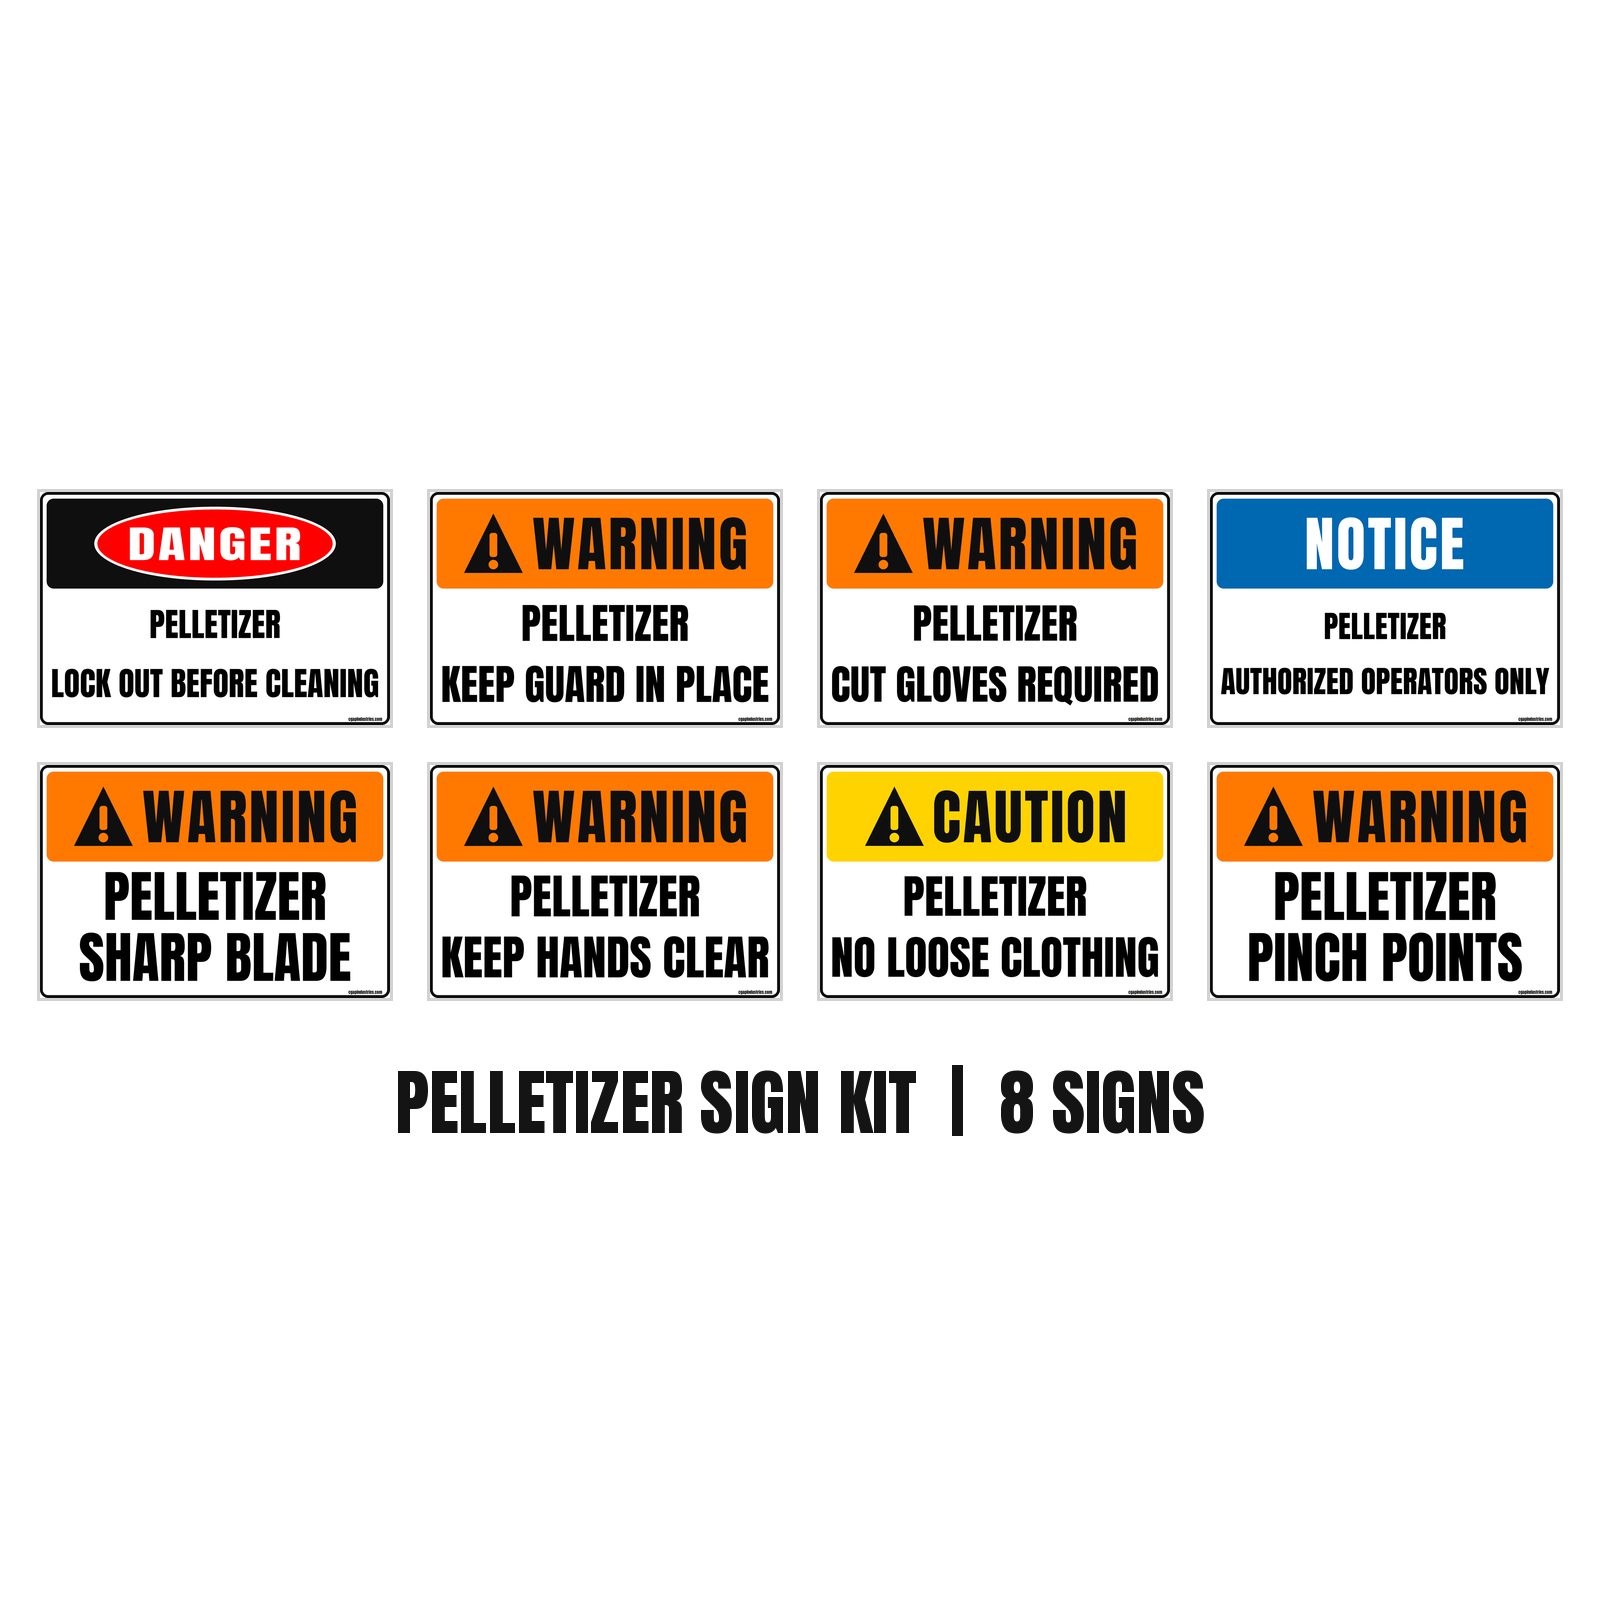 DANGER
PELLETIZER
LOCK OUT BEFORE CLEANING
WARNING
PELLETIZER
KEEP GUARD IN PLACE
WARNING
PELLETIZER
CUT GLOVES REQUIRED
NOTICE
PELLETIZER
AUTHORIZED OPERATORS ONLY
WARNING
PELLETIZER
SHARP BLADE
WARNING
PELLETIZER
KEEP HANDS CLEAR
CAUTION
PELLETIZER
NO LOOSE CLOTHING
WARNING
PELLETIZER
PINCH POINTS
PELLETIZER SIGN KIT | 8 SIGNS